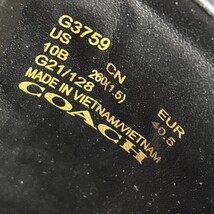 G3759
US CN EUR
10B 260(1.5) 40.5
G21/128
MADE IN VIETNAM/VIETNAM
COACH